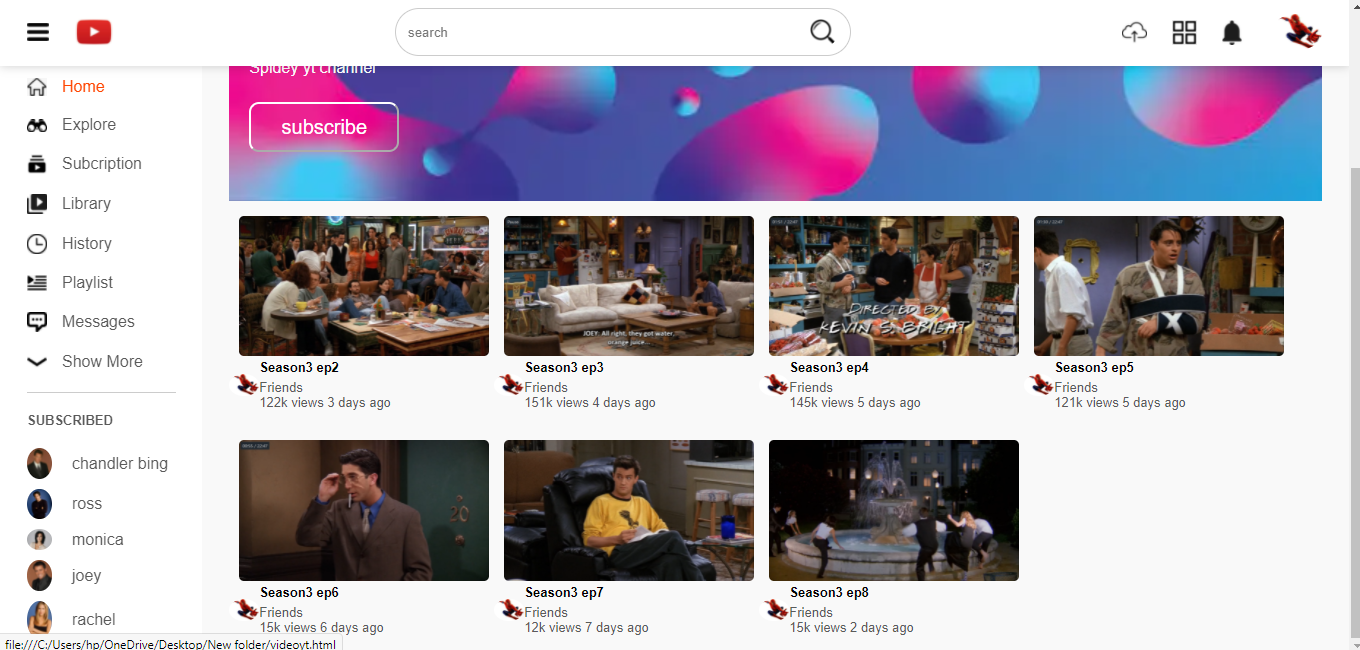 search
Home
Explore
Subcription
Library
History
Playlist
Messages
Show More
SUBSCRIBED
chandler bing
ross
monica
joey
rachel
file:///C:/Users/hp/OneDrive/Desktop/New folder/videoyt.html
Spidey yt channel
subscribe
JOEY: All right, they got water,
orange juice...
DIRECTED BY
KEVIN S. BRIGHT
Season3 ep2
Friends
122k views 3 days ago
Season3 ep3
Friends
151k views 4 days ago
Season3 ep4
Friends
145k views 5 days ago
Season3 ep5
Friends
121k views 5 days ago
20
Season3 ep6
Friends
15k views 6 days ago
Season3 ep7
Friends
12k views 7 days ago
Season3 ep8
Friends
15k views 2 days ago